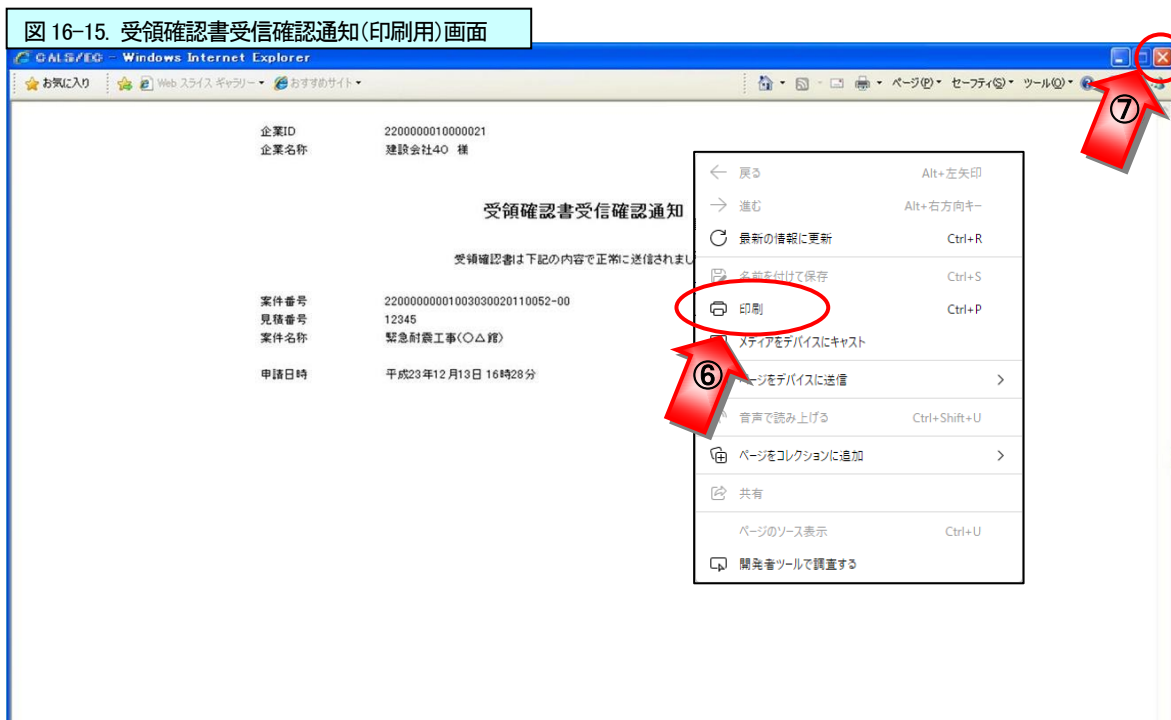 図 16-15. 受領確認書受信確認通知(印刷用)画面
CALS/EC - Windows Internet Explorer
お気に入り Web スライス ギャラリー おすすめサイト ページ(P) セーフティ(S) ツール(O)
⑦
企業ID 2200000010000021
企業名称 建設会社40 様
受領確認書受信確認通知
受領確認書は下記の内容で正常に送信されまし
案件番号 22000000001003030020110052-00
見積番号 12345
案件名称 緊急耐震工事(〇△館)
申請日時 平成23年12月13日 16時28分
戻る Alt+左矢印
進む Alt+右方向キー
最新の情報に更新 Ctrl+R
名前を付けて保存 Ctrl+S
印刷 Ctrl+P
メディアをデバイスにキャスト
⑥
ページをデバイスに送信
音声で読み上げる Ctrl+Shift+U
ページをコレクションに追加
共有
ページのソース表示 Ctrl+U
開発者ツールで調査する